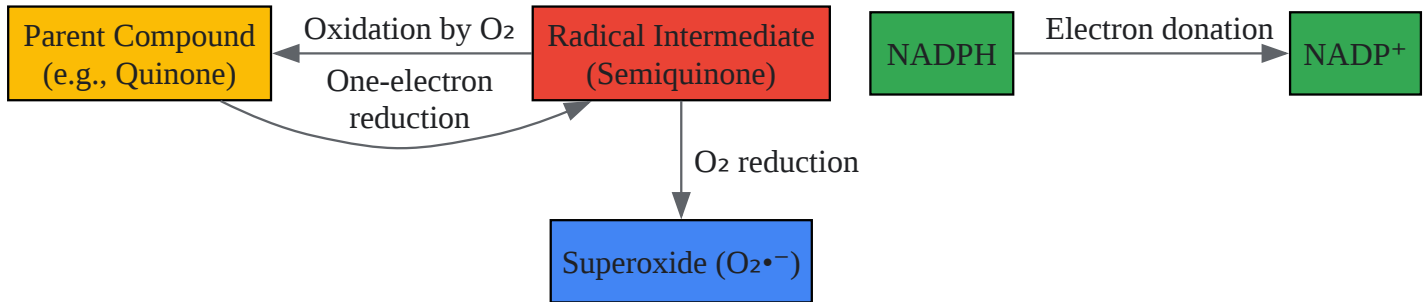 Parent Compound
(e.g., Quinone)
Oxidation by O₂
One-electron
reduction
Radical Intermediate
(Semiquinone)
O₂ reduction
Superoxide (O₂•⁻)
NADPH
Electron donation
NADP⁺